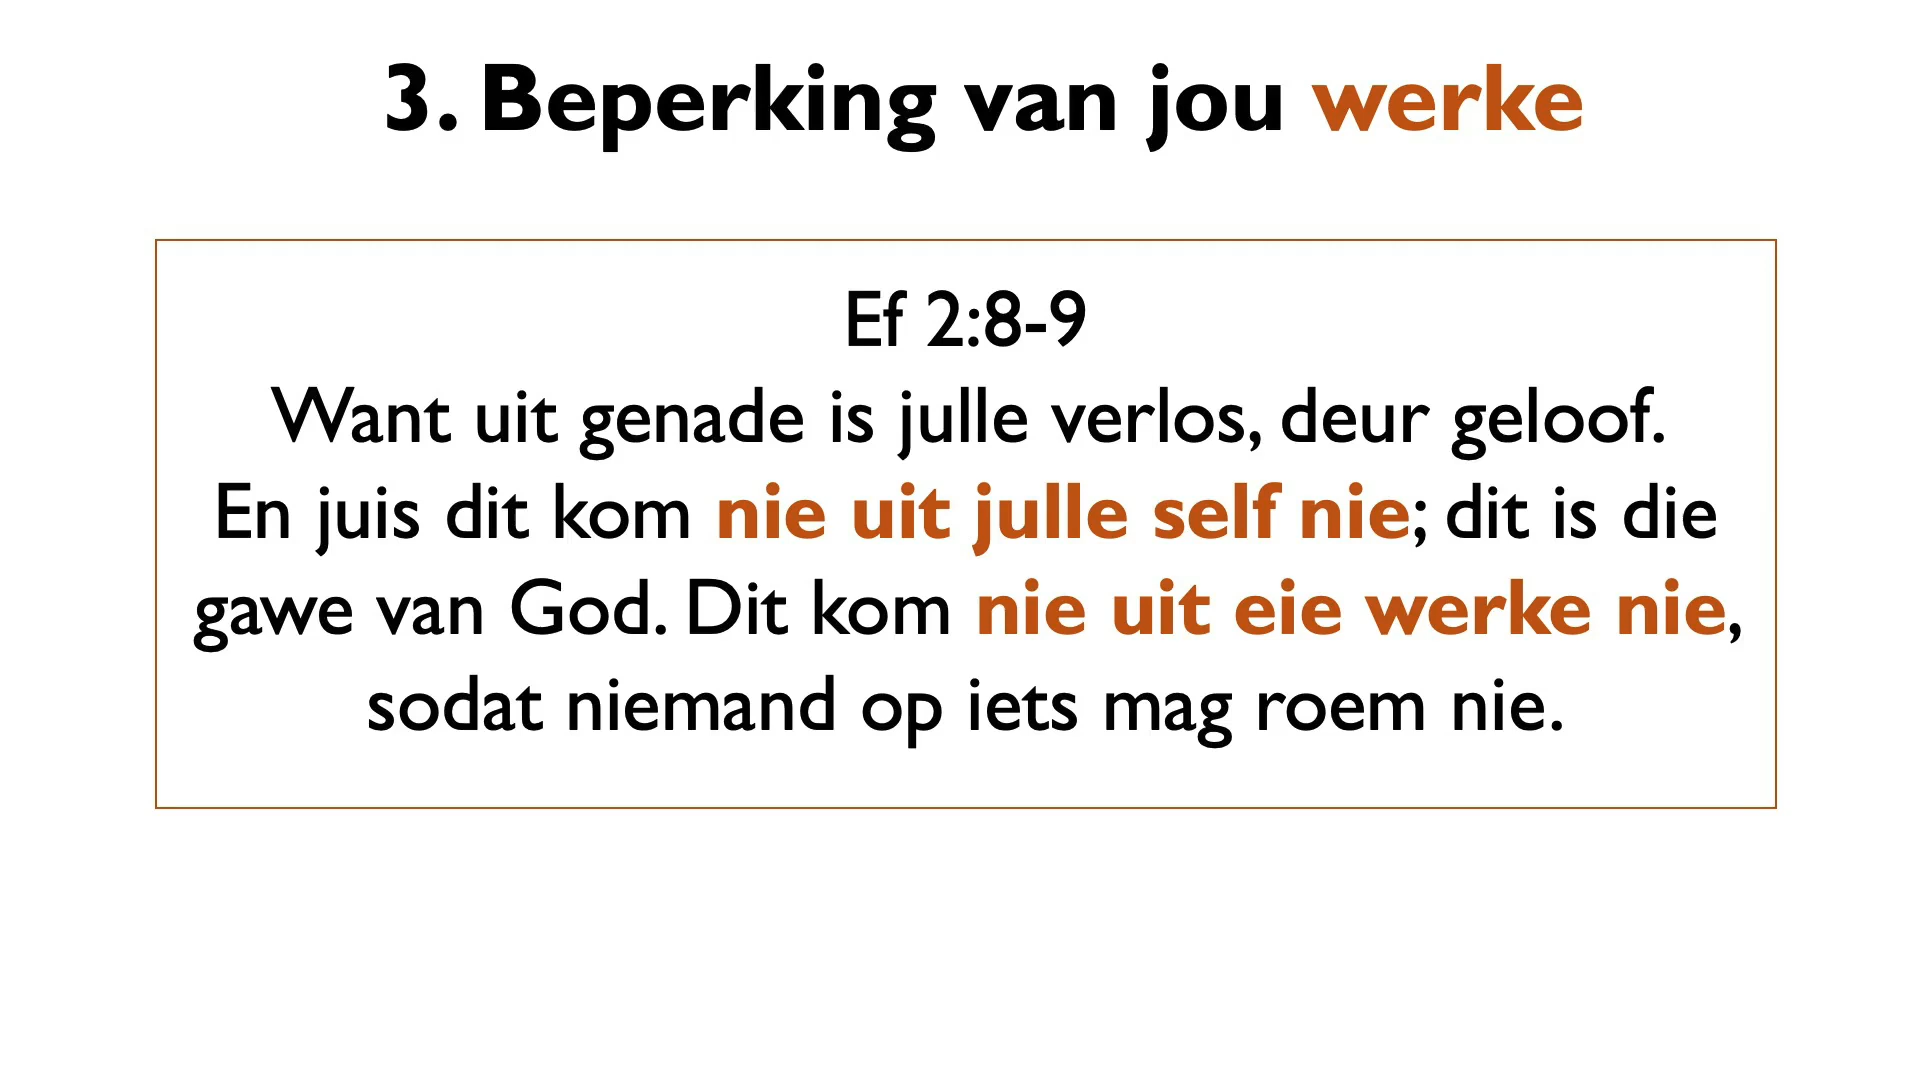 3. Beperking van jou werke
Ef 2:8-9
Want uit genade is julle verlos, deur geloof.
En juis dit kom nie uit julle self nie; dit is die
gawe van God. Dit kom nie uit eie werke nie,
sodat niemand op iets mag roem nie.